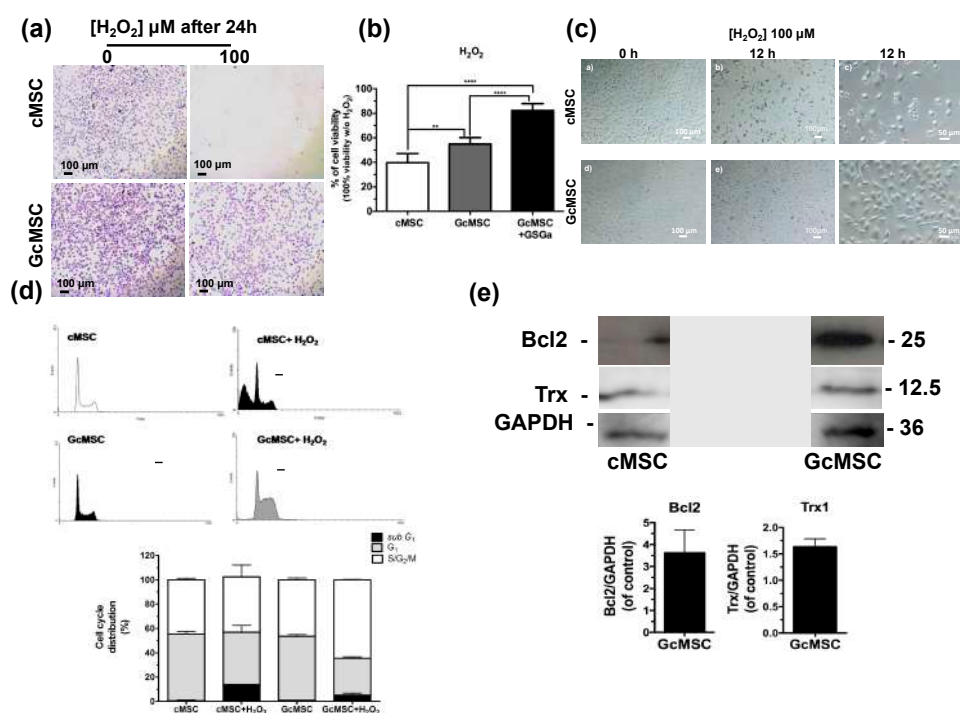 (a)
[H₂O₂] µM after 24h
0 100
cMSC
100 µm
100 µm
GcMSC
100 µm
100 µm
(b)
H₂O₂
% of cell viability
(100% viability w/o H₂O₂)
100
80
60
40
20
0
****
****
**
cMSC
GcMSC
GcMSC
+GSGa
(c)
[H₂O₂] 100 µM
0 h 12 h 12 h
cMSC
a)
100 µm
b)
100µm
c)
50 µm
GcMSC
d)
100 µm
e)
100 µm
50 µm
(d)
cMSC
cMSC+ H₂O₂
GcMSC
GcMSC+ H₂O₂
sub G₁
G₁
S/G₂/M
Cell cycle
distribution
(%)
120
100
80
60
40
20
0
cMSC
cMSC+H₂O₂
GcMSC
GcMSC+H₂O₂
(e)
Bcl2 - - 25
Trx - - 12.5
GAPDH - - 36
cMSC GcMSC
Bcl2
Bcl2/GAPDH
(of control)
5
4
3
2
1
0
GcMSC
Trx1
Trx/GAPDH
(of control)
2.0
1.5
1.0
0.5
0.0
GcMSC